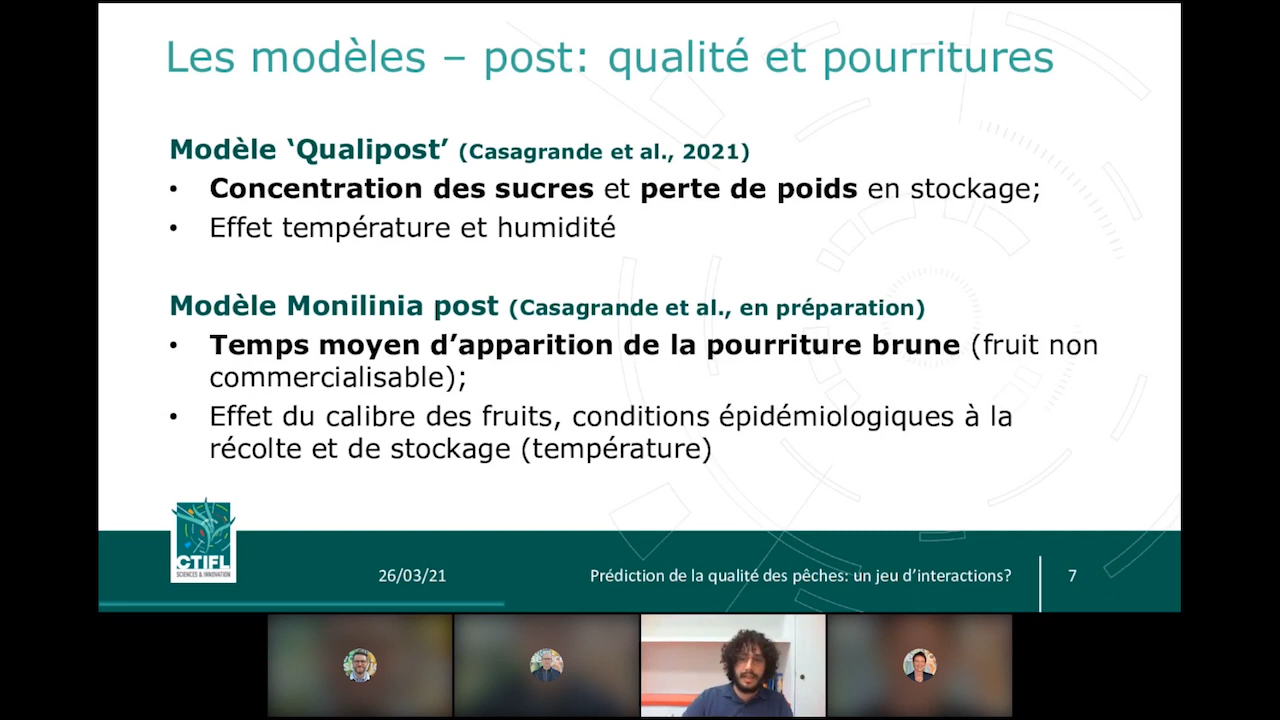 Les modèles – post: qualité et pourritures
Modèle ‘Qualipost’ (Casagrande et al., 2021)
• Concentration des sucres et perte de poids en stockage;
• Effet température et humidité
Modèle Monilinia post (Casagrande et al., en préparation)
• Temps moyen d’apparition de la pourriture brune (fruit non
commercialisable);
• Effet du calibre des fruits, conditions épidémiologiques à la
récolte et de stockage (température)
CTIFL
SCIENCES & INNOVATION
26/03/21
Prédiction de la qualité des pêches: un jeu d’interactions?
7